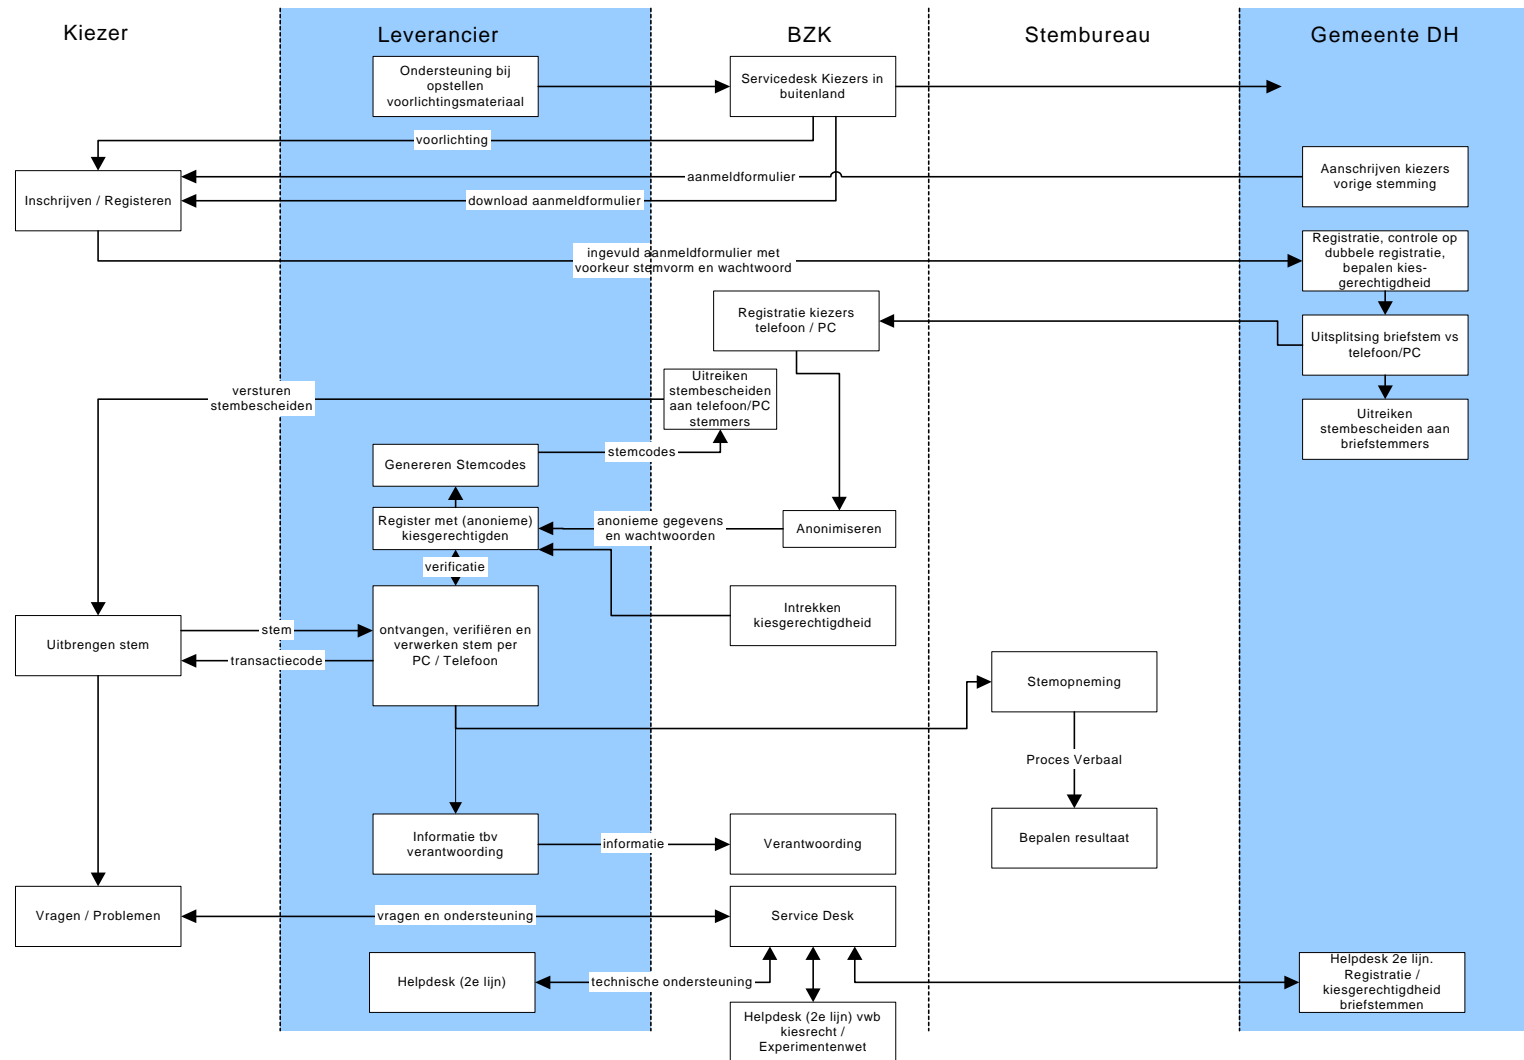 Kiezer
Leverancier
BZK
Stembureau
Gemeente DH
Ondersteuning bij
opstellen
voorlichtingsmateriaal
Servicedesk Kiezers in
buitenland
voorlichting
Inschrijven / Registeren
aanmeldformulier
Aanschrijven kiezers
vorige stemming
download aanmeldformulier
ingevuld aanmeldformulier met
voorkeur stemvorm en wachtwoord
Registratie, controle op
dubbele registratie,
bepalen kies-
gerechtigdheid
Registratie kiezers
telefoon / PC
Uitsplitsing briefstem vs
telefoon/PC
versturen
stembescheiden
Uitreiken
stembescheiden
aan telefoon/PC
stemmers
Uitreiken
stembescheiden aan
briefstemmers
Genereren Stemcodes
stemcodes
Register met (anonieme)
kiesgerechtigden
anonieme gegevens
en wachtwoorden
Anonimiseren
verificatie
Uitbrengen stem
stem
transactiecode
ontvangen, verifiëren en
verwerken stem per
PC / Telefoon
Intrekken
kiesgerechtigdheid
Stemopneming
Proces Verbaal
Bepalen resultaat
Informatie tbv
verantwoording
informatie
Verantwoording
Vragen / Problemen
vragen en ondersteuning
Service Desk
Helpdesk (2e lijn)
technische ondersteuning
Helpdesk 2e lijn.
Registratie /
kiesgerechtigdheid
briefstemmen
Helpdesk (2e lijn) vwb
kiesrecht /
Experimentenwet